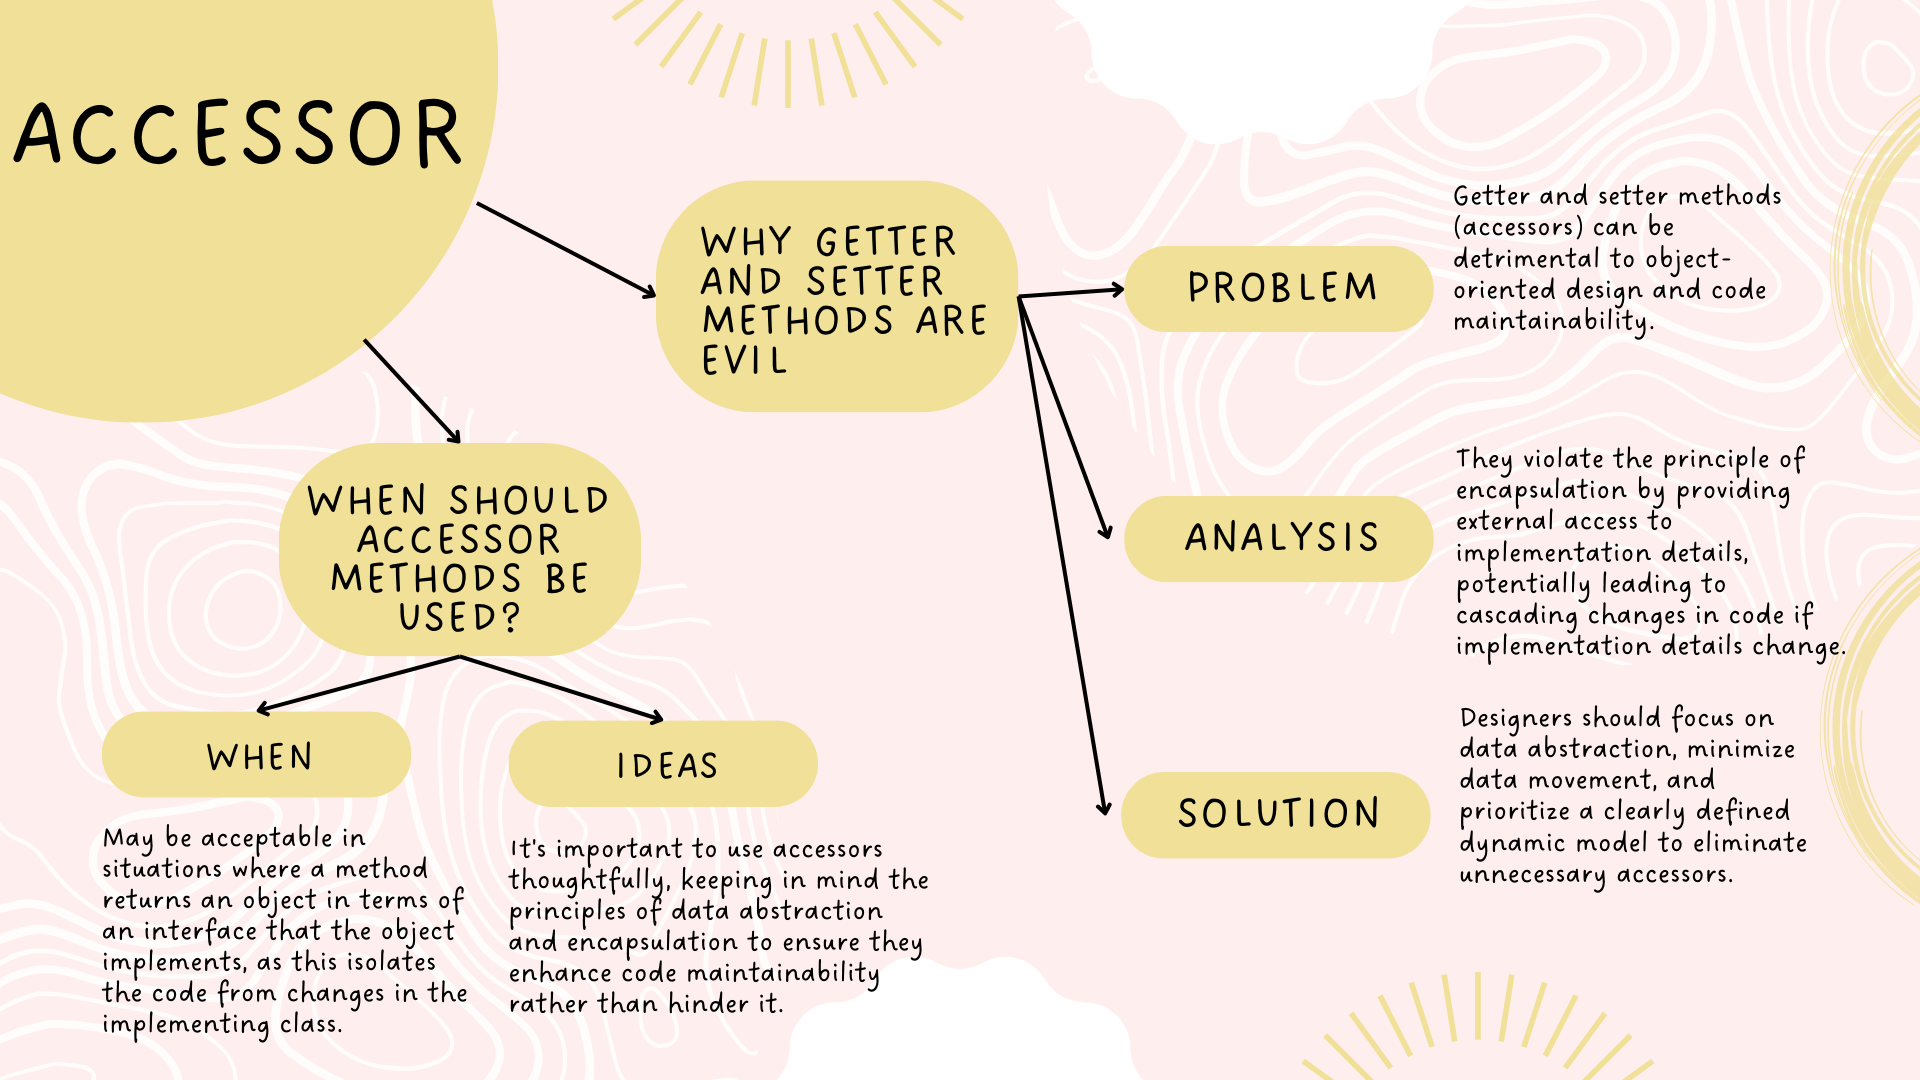 ACCESSOR
WHY GETTER
AND SETTER
METHODS ARE
EVIL
PROBLEM
Getter and setter methods
(accessors) can be
detrimental to object-
oriented design and code
maintainability.
ANALYSIS
They violate the principle of
encapsulation by providing
external access to
implementation details,
potentially leading to
cascading changes in code if
implementation details change.
SOLUTION
Designers should focus on
data abstraction, minimize
data movement, and
prioritize a clearly defined
dynamic model to eliminate
unnecessary accessors.
WHEN SHOULD
ACCESSOR
METHODS BE
USED?
WHEN
May be acceptable in
situations where a method
returns an object in terms of
an interface that the object
implements, as this isolates
the code from changes in the
implementing class.
IDEAS
It's important to use accessors
thoughtfully, keeping in mind the
principles of data abstraction
and encapsulation to ensure they
enhance code maintainability
rather than hinder it.